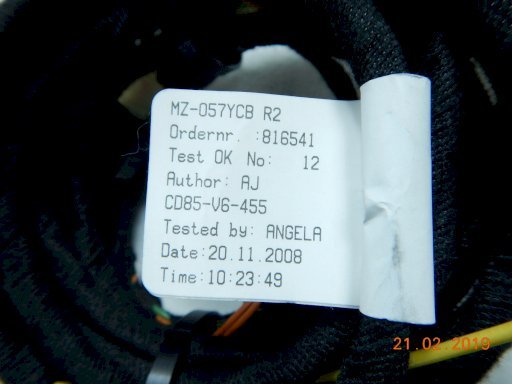 MZ-057YCB R2
Ordernr. :816541
Test OK No: 12
Author: AJ
CD85-V6-455
Tested by: ANGELA
Date:20.11.2008
Time:10:23:49
21.02.2019